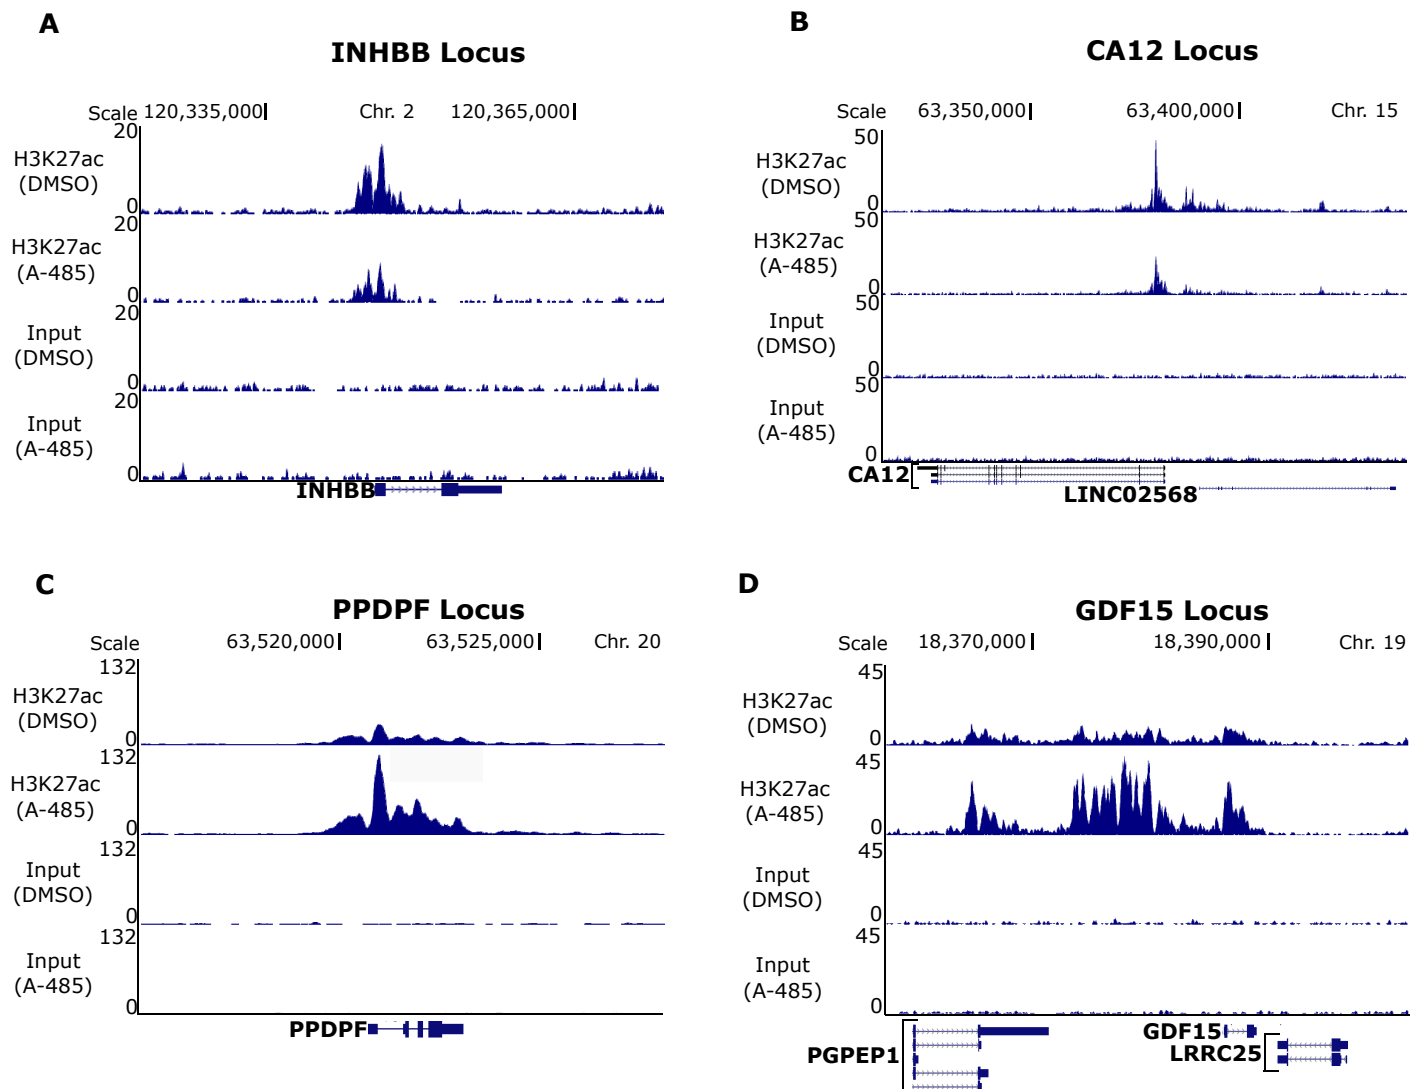 A
INHBB Locus
Scale 120,335,000 Chr. 2 120,365,000
20
H3K27ac
(DMSO)
0
20
H3K27ac
(A-485)
0
20
Input
(DMSO)
0
20
Input
(A-485)
0
INHBB
B
CA12 Locus
Scale 63,350,000 63,400,000 Chr. 15
50
H3K27ac
(DMSO)
0
50
H3K27ac
(A-485)
0
50
Input
(DMSO)
0
50
Input
(A-485)
0
CA12
LINC02568
C
PPDPF Locus
Scale 63,520,000 63,525,000 Chr. 20
132
H3K27ac
(DMSO)
0
132
H3K27ac
(A-485)
0
132
Input
(DMSO)
0
132
Input
(A-485)
0
PPDPF
D
GDF15 Locus
Scale 18,370,000 18,390,000 Chr. 19
45
H3K27ac
(DMSO)
0
45
H3K27ac
(A-485)
0
45
Input
(DMSO)
0
45
Input
(A-485)
0
GDF15
PGPEP1
LRRC25